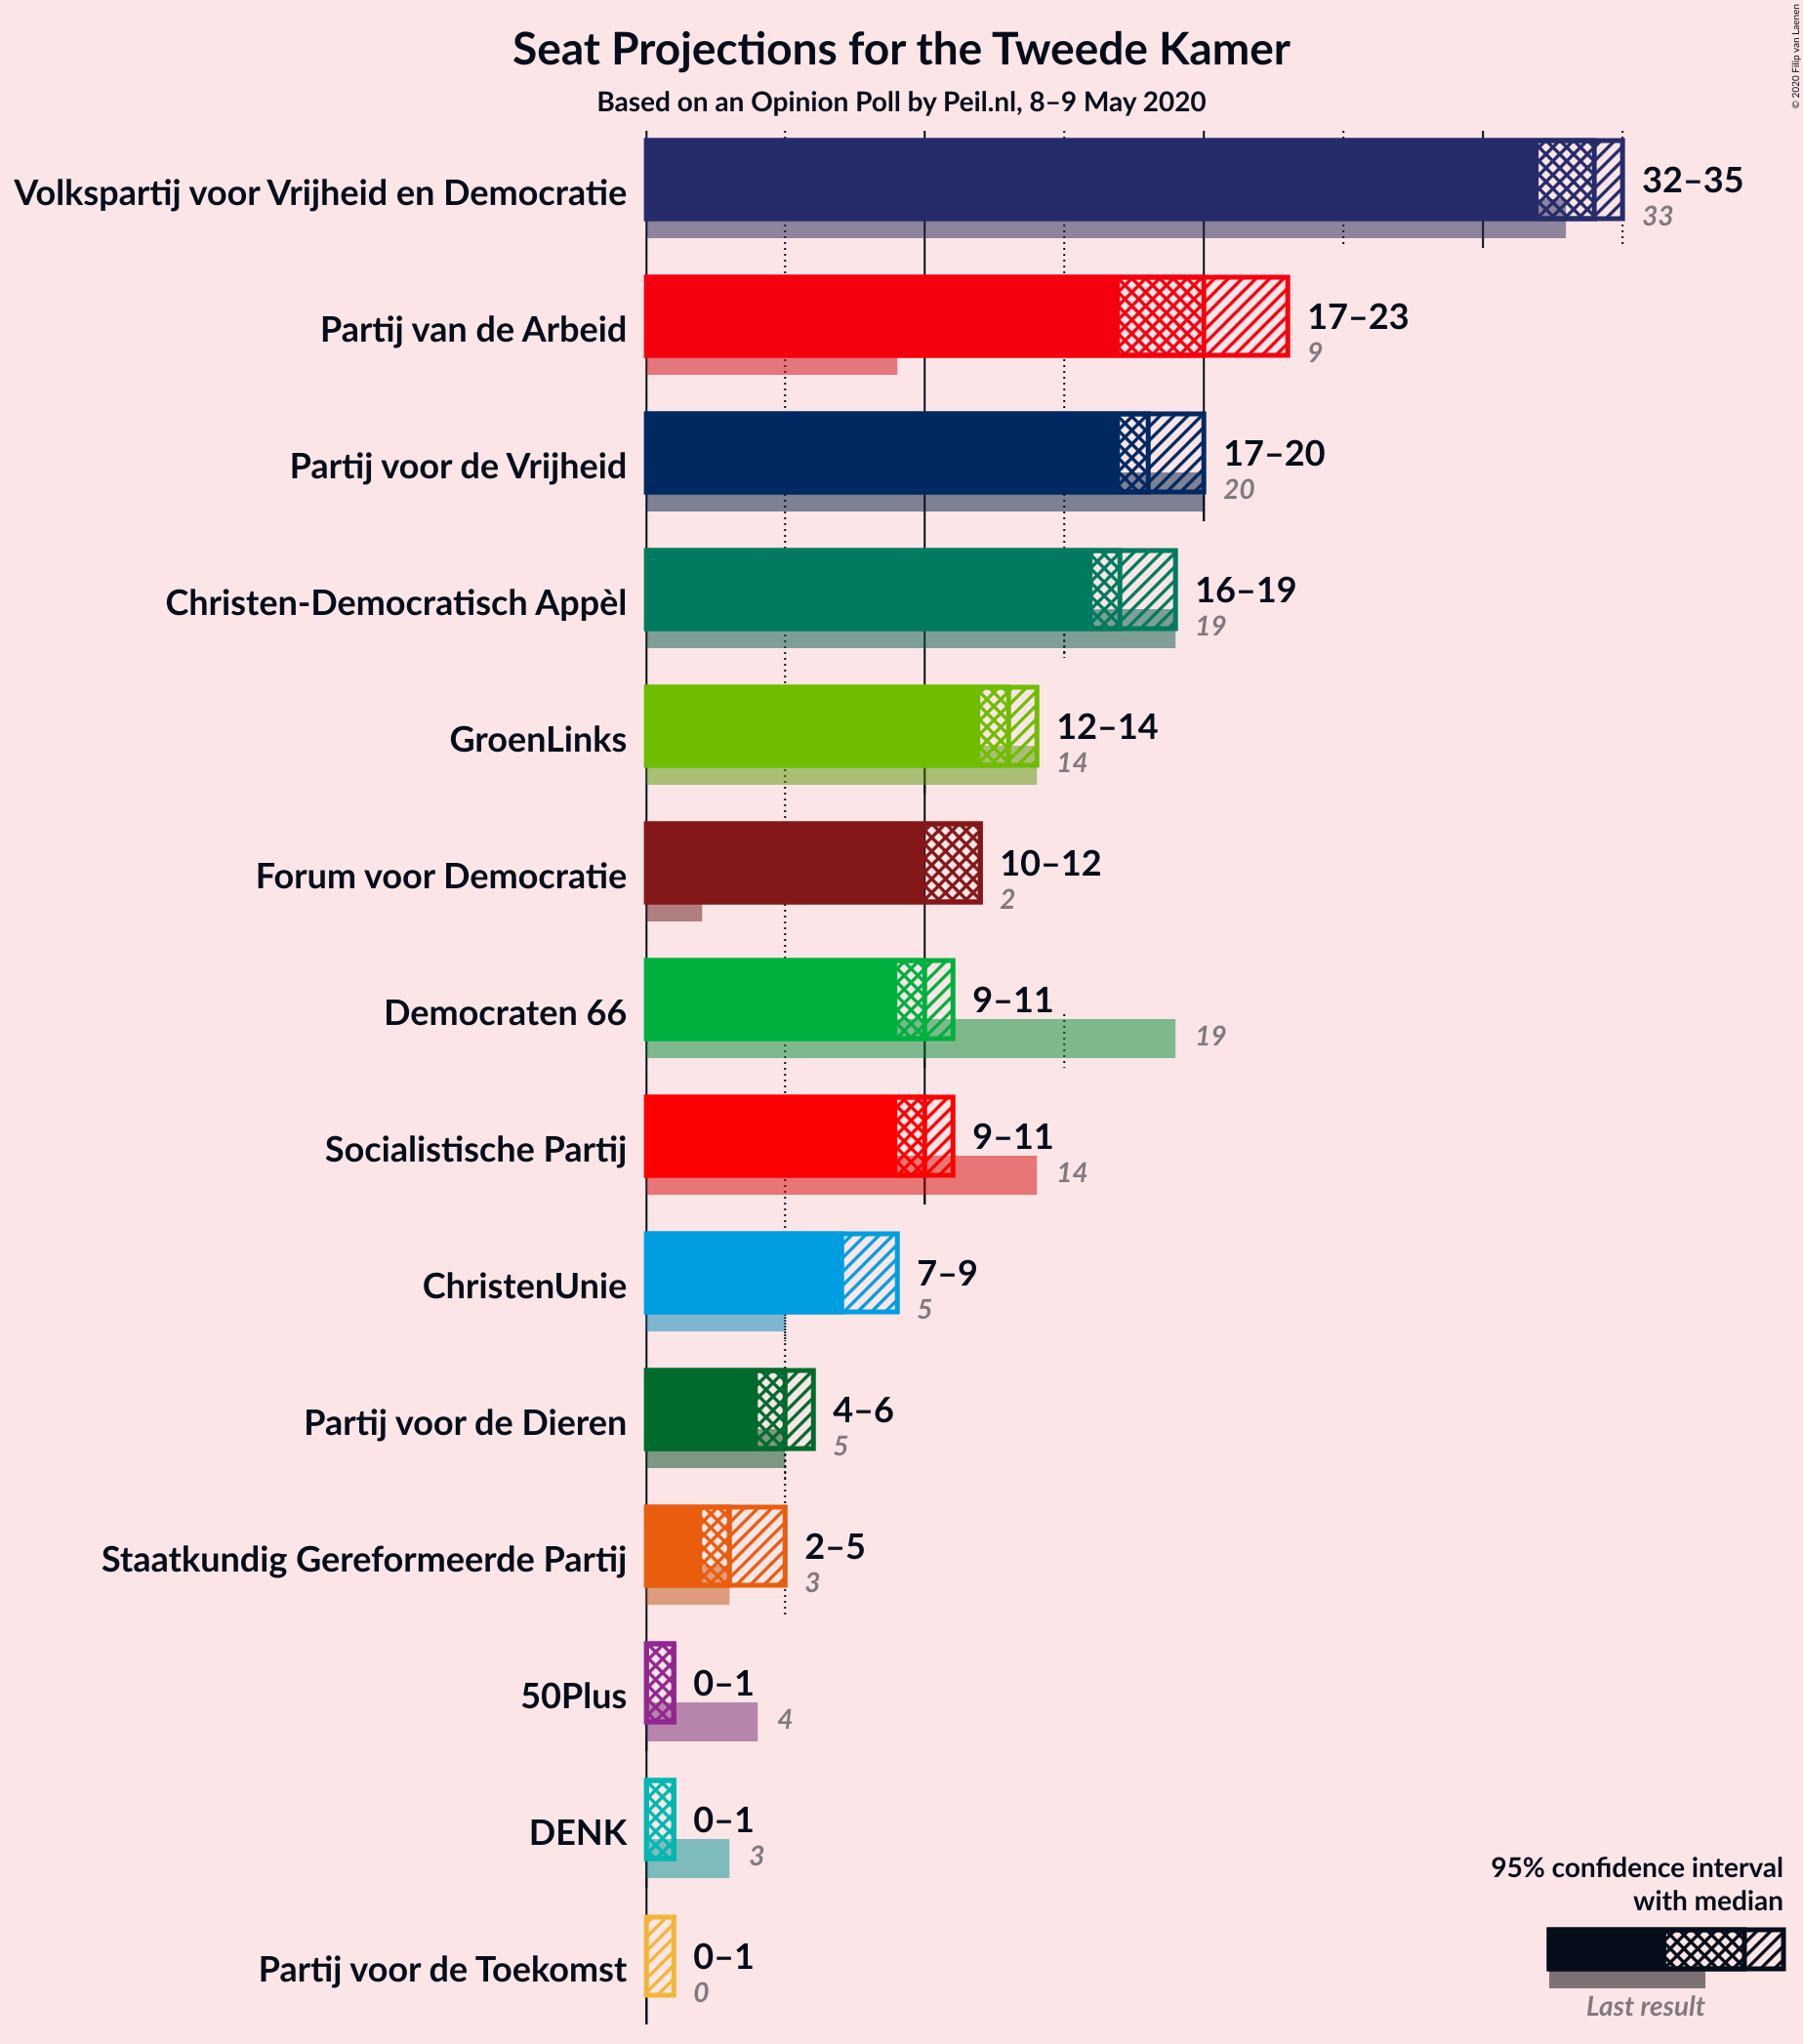 Seat Projections for the Tweede Kamer
Based on an Opinion Poll by Peil.nl, 8–9 May 2020
© 2020 Filip van Laenen
Volkspartij voor Vrijheid en Democratie
32–35
33
Partij van de Arbeid
17–23
9
Partij voor de Vrijheid
17–20
20
Christen-Democratisch Appèl
16–19
19
GroenLinks
12–14
14
Forum voor Democratie
10–12
2
Democraten 66
9–11
19
Socialistische Partij
9–11
14
ChristenUnie
7–9
5
Partij voor de Dieren
4–6
5
Staatkundig Gereformeerde Partij
2–5
3
50Plus
0–1
4
DENK
0–1
3
Partij voor de Toekomst
0–1
0
95% confidence interval
with median
Last result